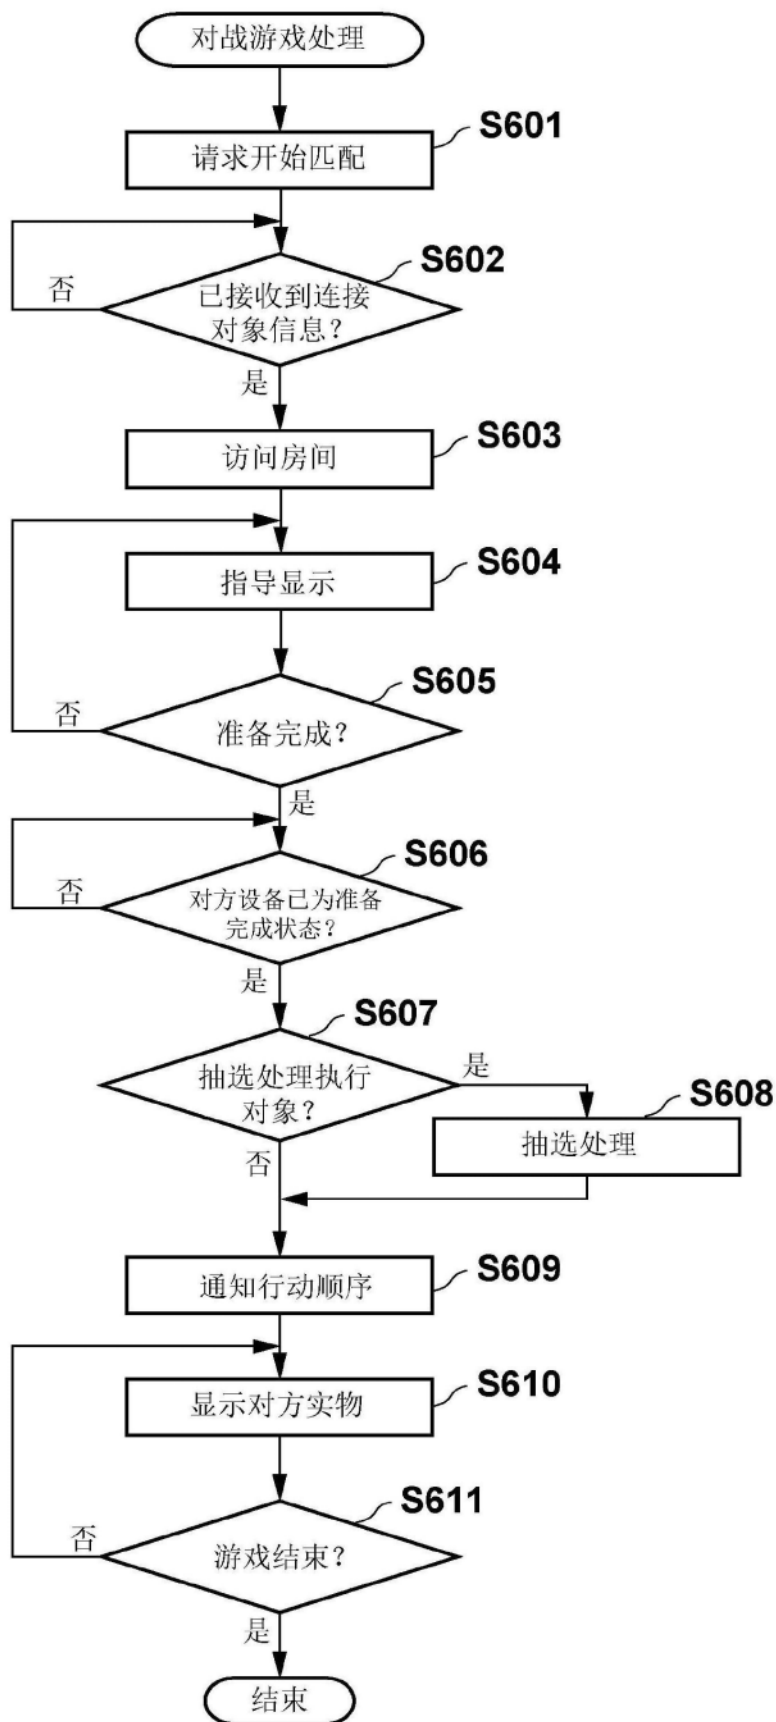 对战游戏处理
S601
请求开始匹配
S602
否
已接收到连接
对象信息？
是
S603
访问房间
S604
指导显示
S605
否
准备完成？
是
S606
否
对方设备已为准备
完成状态？
是
S607
抽选处理执行
对象？
是
S608
抽选处理
否
S609
通知行动顺序
S610
显示对方实物
S611
否
游戏结束？
是
结束